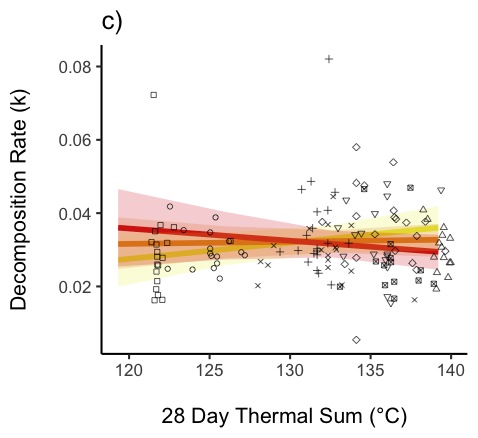 c)
Decomposition Rate (k)
0.08
0.06
0.04
0.02
120 125 130 135 140
28 Day Thermal Sum (°C)